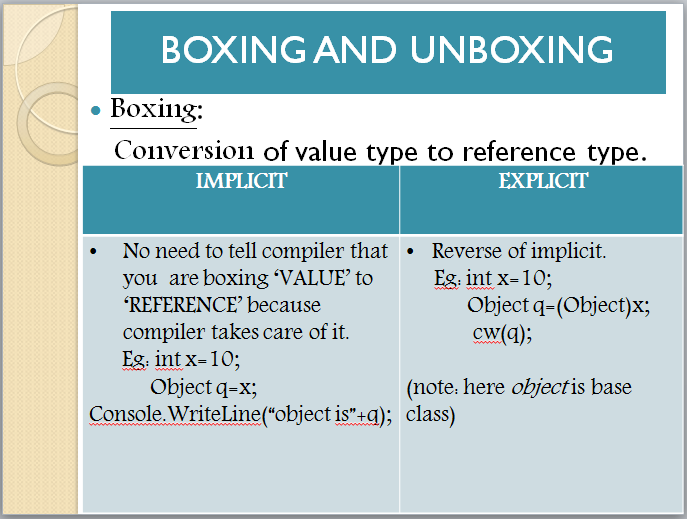 BOXING AND UNBOXING
• Boxing:
Conversion of value type to reference type.
IMPLICIT
EXPLICIT
• No need to tell compiler that
you are boxing ‘VALUE’ to
‘REFERENCE’ because
compiler takes care of it.
Eg: int x=10;
Object q=x;
Console.WriteLine(“object is”+q);
• Reverse of implicit.
Eg: int x=10;
Object q=(Object)x;
cw(q);
(note: here object is base
class)